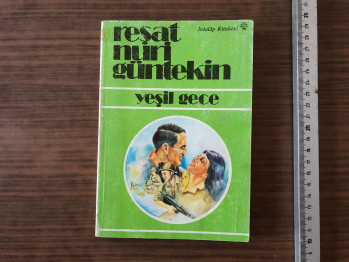 reşat
nuri
güntekin
İnkılâp Kitabevi
yeşil gece